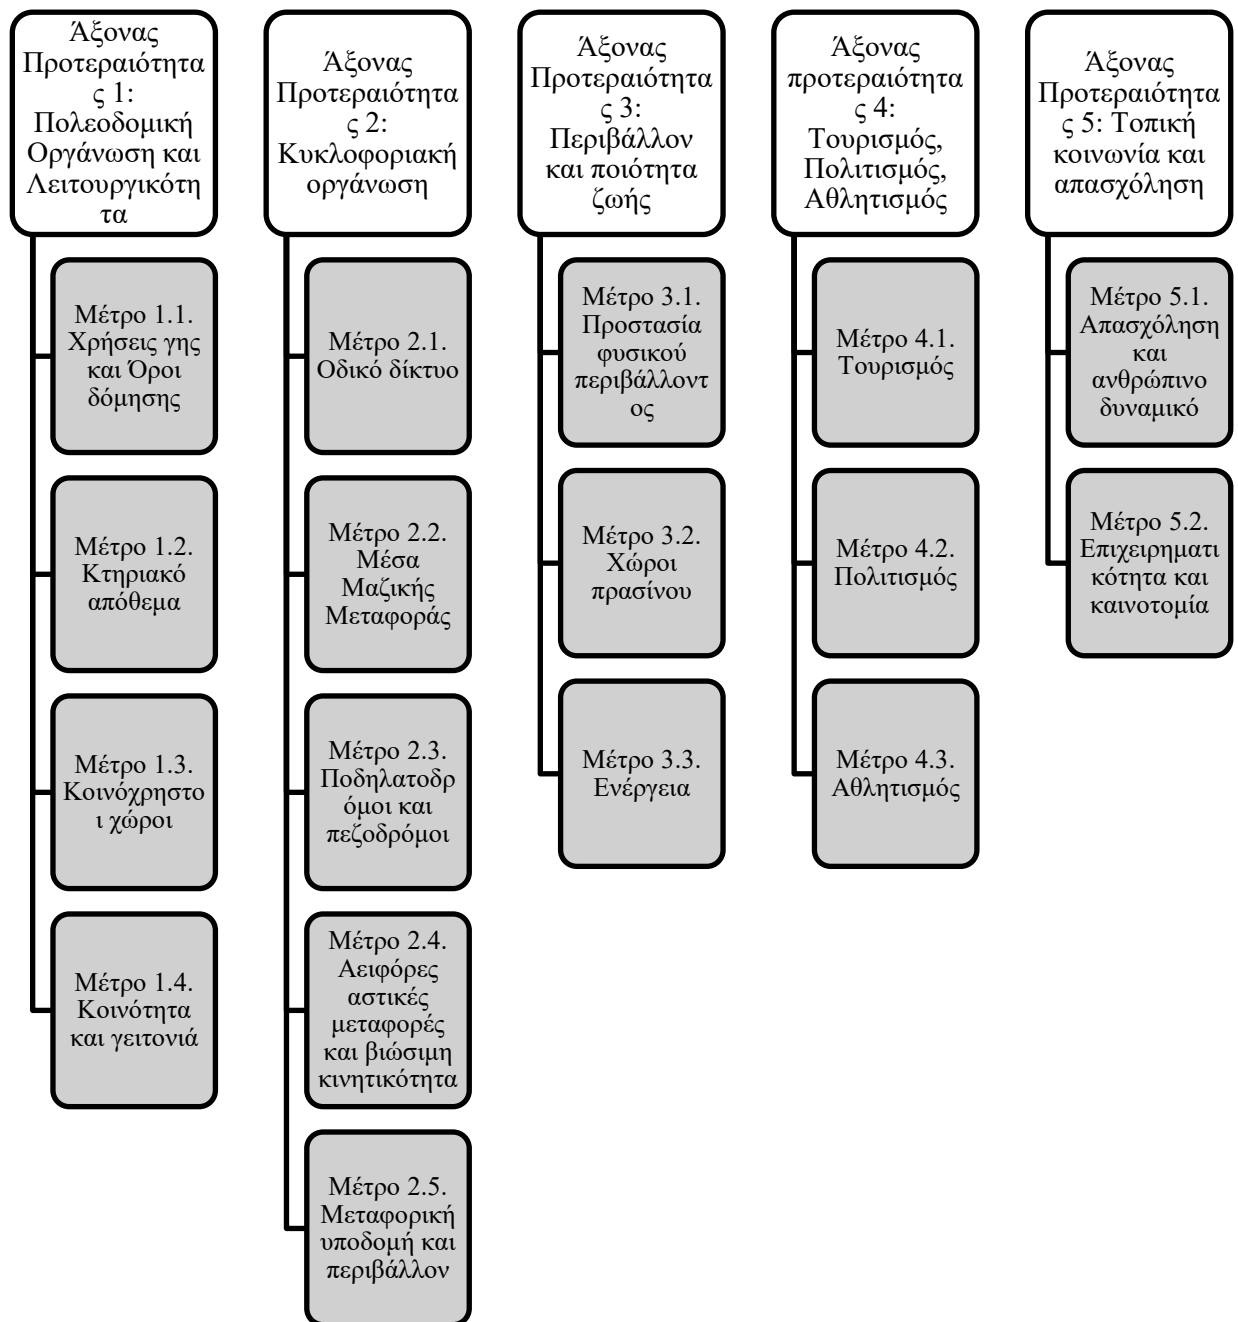 Άξονας
Προτεραιότητα
ς 1:
Πολεοδομική
Οργάνωση και
Λειτουργικότη
τα
Μέτρο 1.1.
Χρήσεις γης
και Όροι
δόμησης
Μέτρο 1.2.
Κτηριακό
απόθεμα
Μέτρο 1.3.
Κοινόχρηστο
ι χώροι
Μέτρο 1.4.
Κοινότητα
και γειτονιά
Άξονας
Προτεραιότητα
ς 2:
Κυκλοφοριακή
οργάνωση
Μέτρο 2.1.
Οδικό δίκτυο
Μέτρο 2.2.
Μέσα
Μαζικής
Μεταφοράς
Μέτρο 2.3.
Ποδηλατοδρ
όμοι και
πεζοδρόμοι
Μέτρο 2.4.
Αειφόρες
αστικές
μεταφορές
και βιώσιμη
κινητικότητα
Μέτρο 2.5.
Μεταφορική
υποδομή και
περιβάλλον
Άξονας
Προτεραιότητα
ς 3:
Περιβάλλον
και ποιότητα
ζωής
Μέτρο 3.1.
Προστασία
φυσικού
περιβάλλοντ
ος
Μέτρο 3.2.
Χώροι
πρασίνου
Μέτρο 3.3.
Ενέργεια
Άξονας
προτεραιότητα
ς 4:
Τουρισμός,
Πολιτισμός,
Αθλητισμός
Μέτρο 4.1.
Τουρισμός
Μέτρο 4.2.
Πολιτισμός
Μέτρο 4.3.
Αθλητισμός
Άξονας
Προτεραιότητα
ς 5: Τοπική
κοινωνία και
απασχόληση
Μέτρο 5.1.
Απασχόληση
και
ανθρώπινο
δυναμικό
Μέτρο 5.2.
Επιχειρηματι
κότητα και
καινοτομία